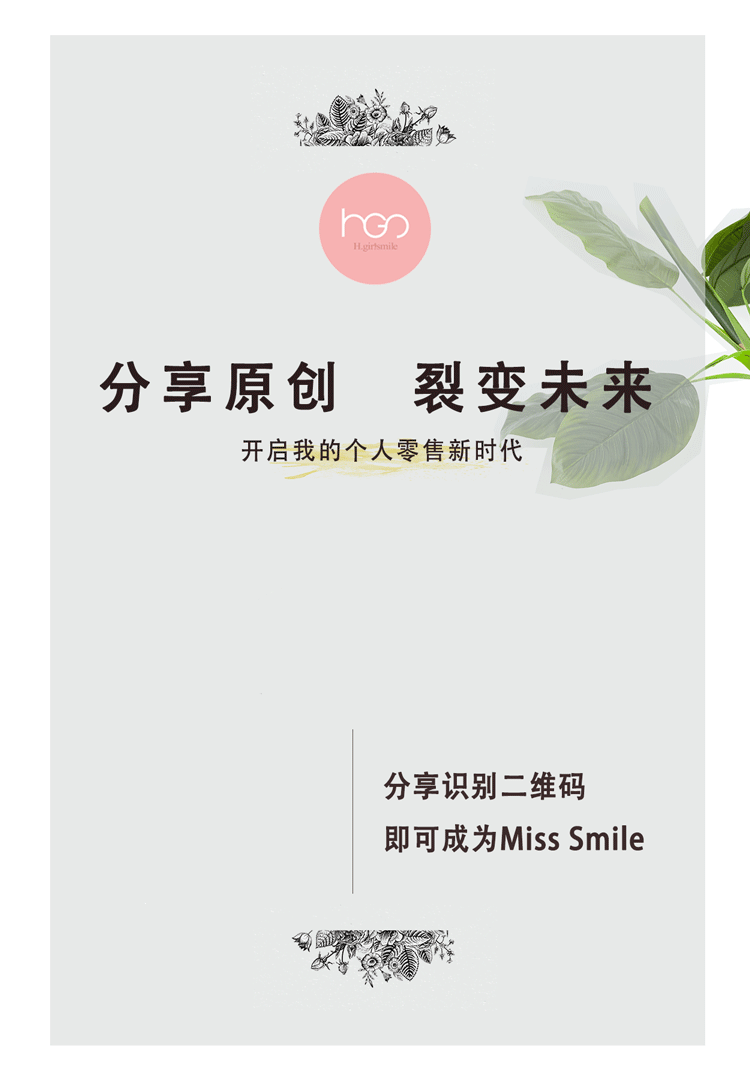 hGs
H.girlsmile
分享原创 裂变未来
开启我的个人零售新时代
分享识别二维码
即可成为Miss Smile